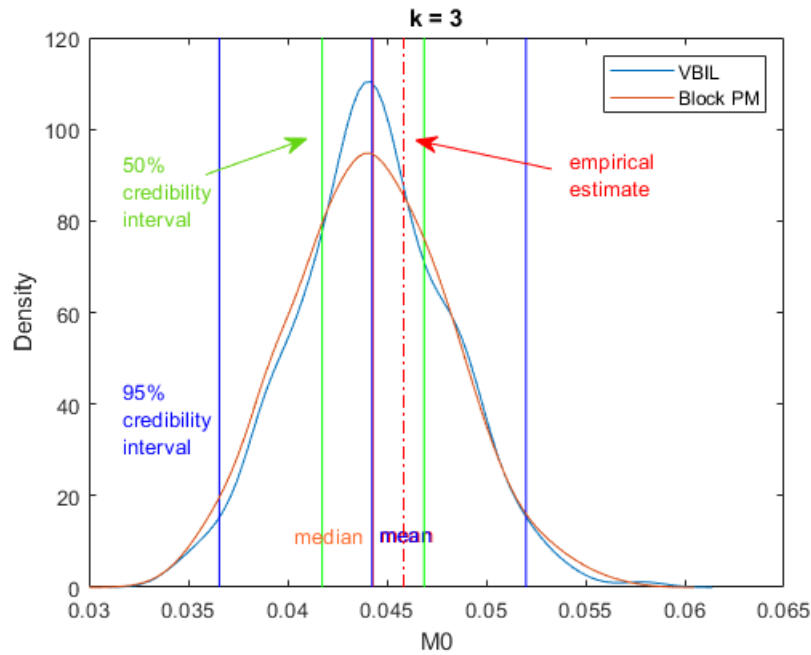 k = 3
120
100
80
60
40
20
0
Density
VBIL
Block PM
50%
credibility
interval
empirical
estimate
95%
credibility
interval
median
mean
0.03
0.035
0.04
0.045
0.05
0.055
0.06
0.065
M0